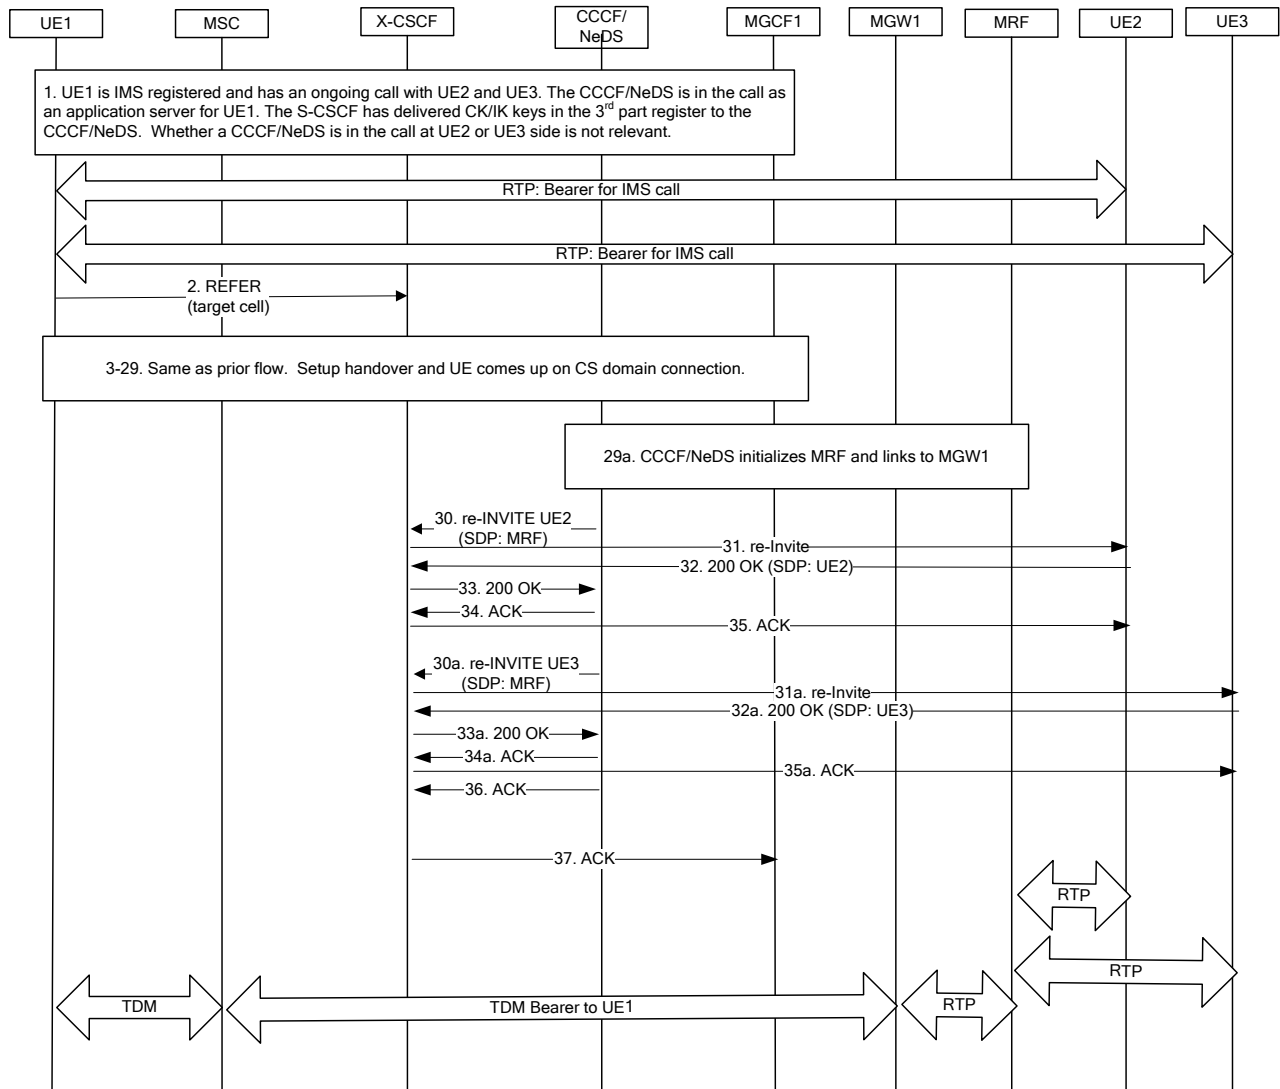 UE1
MSC
X-CSCF
CCCF/
NeDS
MGCF1
MGW1
MRF
UE2
UE3
1. UE1 is IMS registered and has an ongoing call with UE2 and UE3. The CCCF/NeDS is in the call as
an application server for UE1. The S-CSCF has delivered CK/IK keys in the 3rd part register to the
CCCF/NeDS. Whether a CCCF/NeDS is in the call at UE2 or UE3 side is not relevant.
RTP: Bearer for IMS call
RTP: Bearer for IMS call
2. REFER
(target cell)
3-29. Same as prior flow. Setup handover and UE comes up on CS domain connection.
29a. CCCF/NeDS initializes MRF and links to MGW1
30. re-INVITE UE2
(SDP: MRF)
31. re-Invite
32. 200 OK (SDP: UE2)
33. 200 OK
34. ACK
35. ACK
30a. re-INVITE UE3
(SDP: MRF)
31a. re-Invite
32a. 200 OK (SDP: UE3)
33a. 200 OK
34a. ACK
35a. ACK
36. ACK
37. ACK
RTP
RTP
TDM
TDM Bearer to UE1
RTP